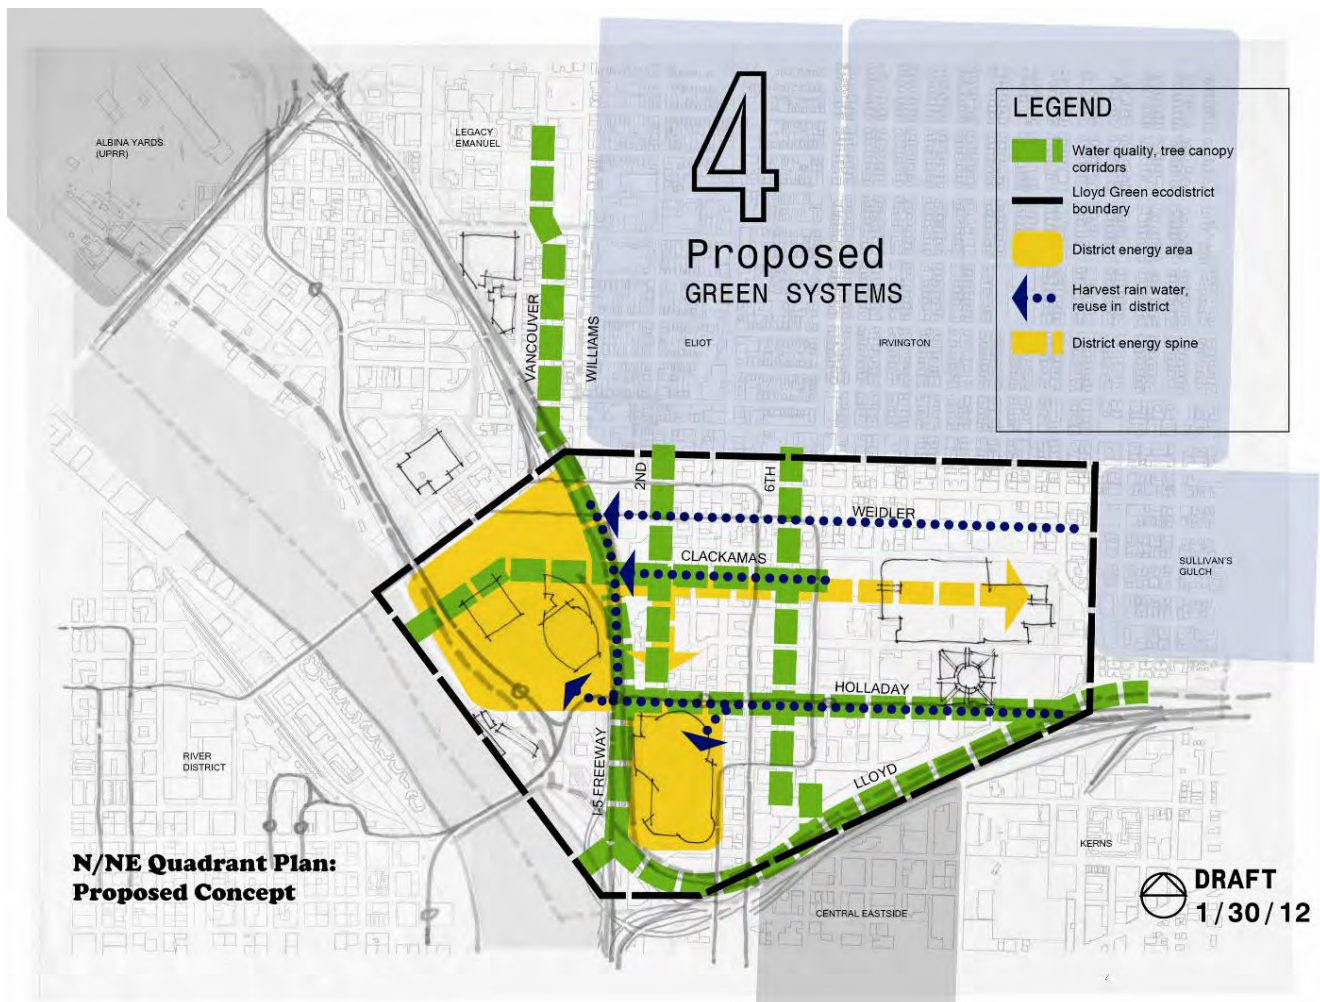 4
Proposed
GREEN SYSTEMS
LEGEND
Water quality, tree canopy
corridors
Lloyd Green ecodistrict
boundary
District energy area
Harvest rain water,
reuse in district
District energy spine
ALBINA YARDS
(UPRR)
LEGACY
EMANUEL
VANCOUVER
WILLIAMS
ELIOT
IRVINGTON
2ND
6TH
WEIDLER
CLACKAMAS
SULLIVAN'S
GULCH
HOLLADAY
I-5 FREEWAY
LLOYD
RIVER
DISTRICT
KERNS
CENTRAL EASTSIDE
N/NE Quadrant Plan:
Proposed Concept
DRAFT
1/30/12